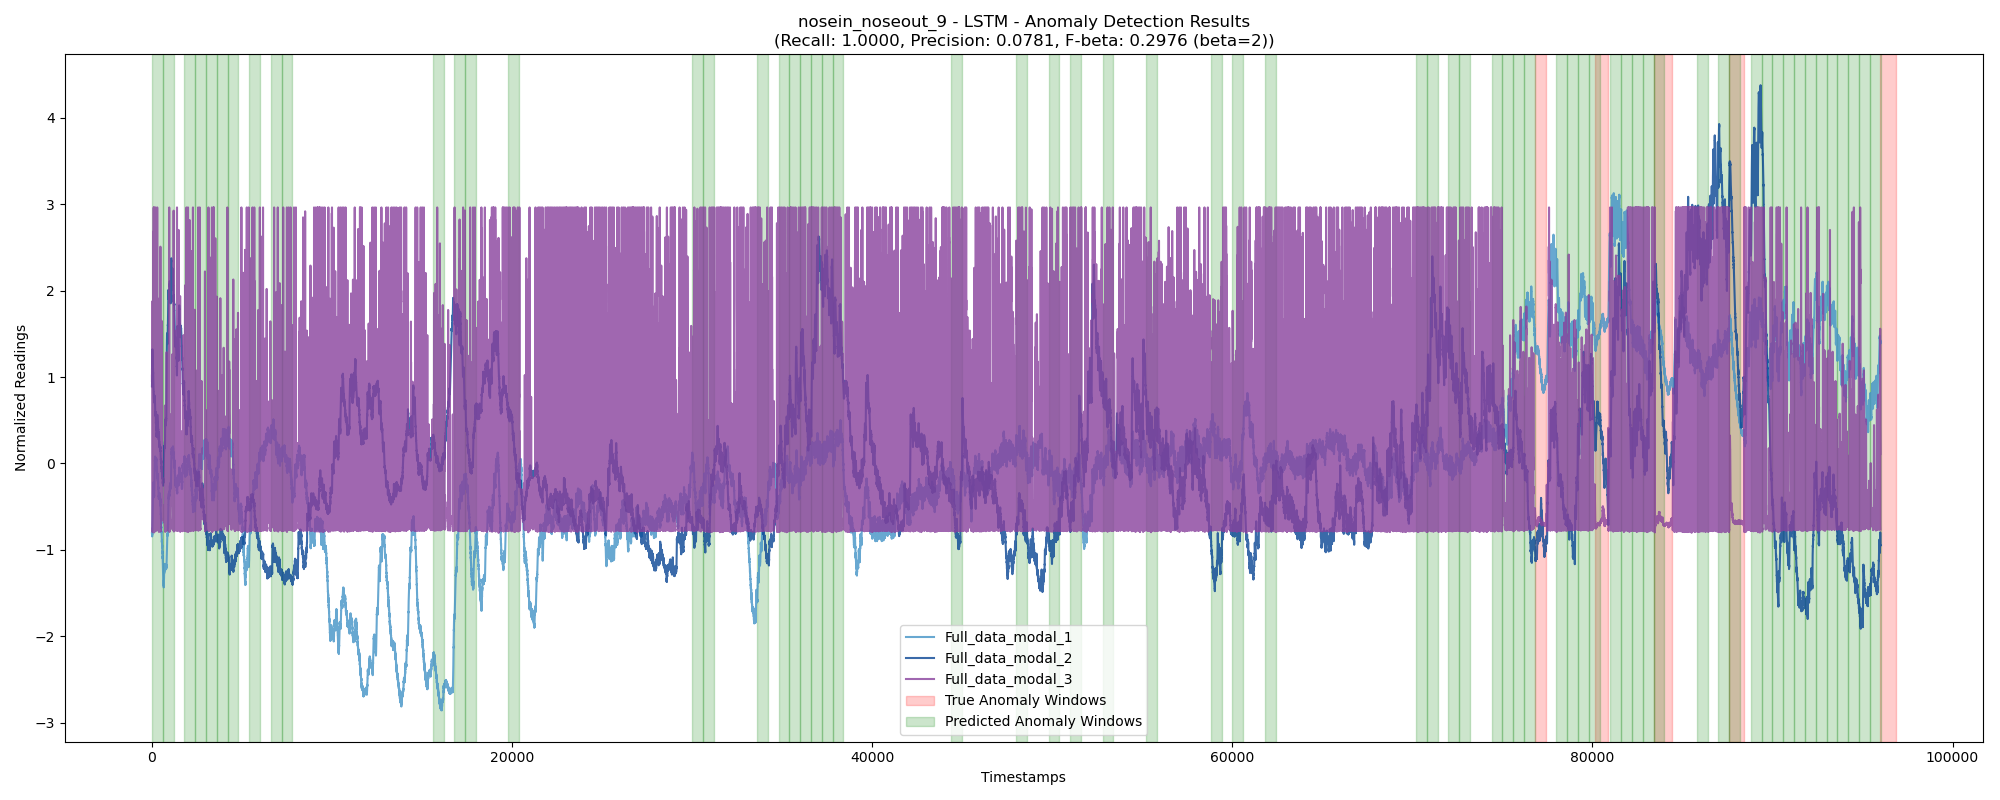 nosein_noseout_9 - LSTM - Anomaly Detection Results
(Recall: 1.0000, Precision: 0.0781, F-beta: 0.2976 (beta=2))
Normalized Readings
4
3
2
1
0
−1
−2
−3
Full_data_modal_1
Full_data_modal_2
Full_data_modal_3
True Anomaly Windows
Predicted Anomaly Windows
0
20000
40000
60000
80000
100000
Timestamps